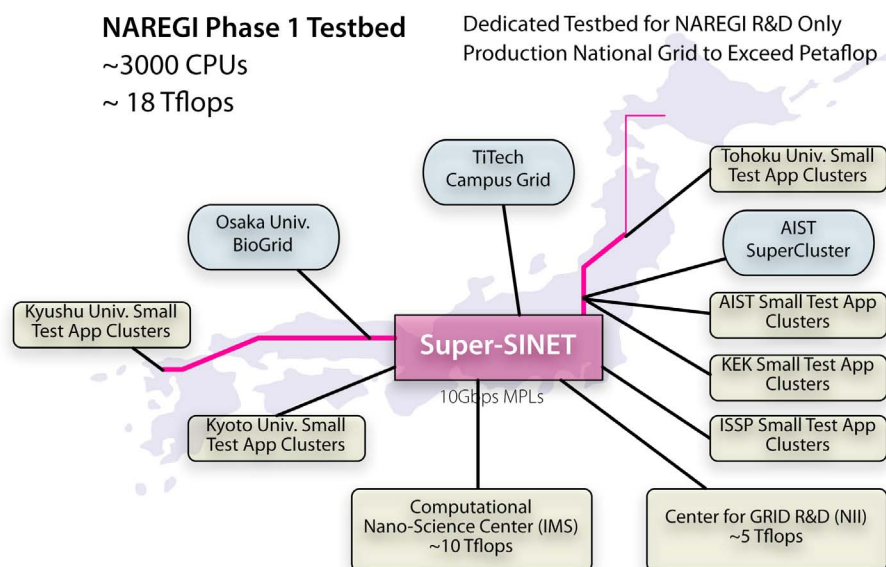 NAREGI Phase 1 Testbed
~3000 CPUs
~ 18 Tflops
Dedicated Testbed for NAREGI R&D Only
Production National Grid to Exceed Petaflop
TiTech
Campus Grid
Tohoku Univ. Small
Test App Clusters
Osaka Univ.
BioGrid
AIST
SuperCluster
Kyushu Univ. Small
Test App Clusters
AIST Small Test App
Clusters
Super-SINET
10Gbps MPLs
KEK Small Test App
Clusters
Kyoto Univ. Small
Test App Clusters
ISSP Small Test App
Clusters
Computational
Nano-Science Center (IMS)
~10 Tflops
Center for GRID R&D (NII)
~5 Tflops